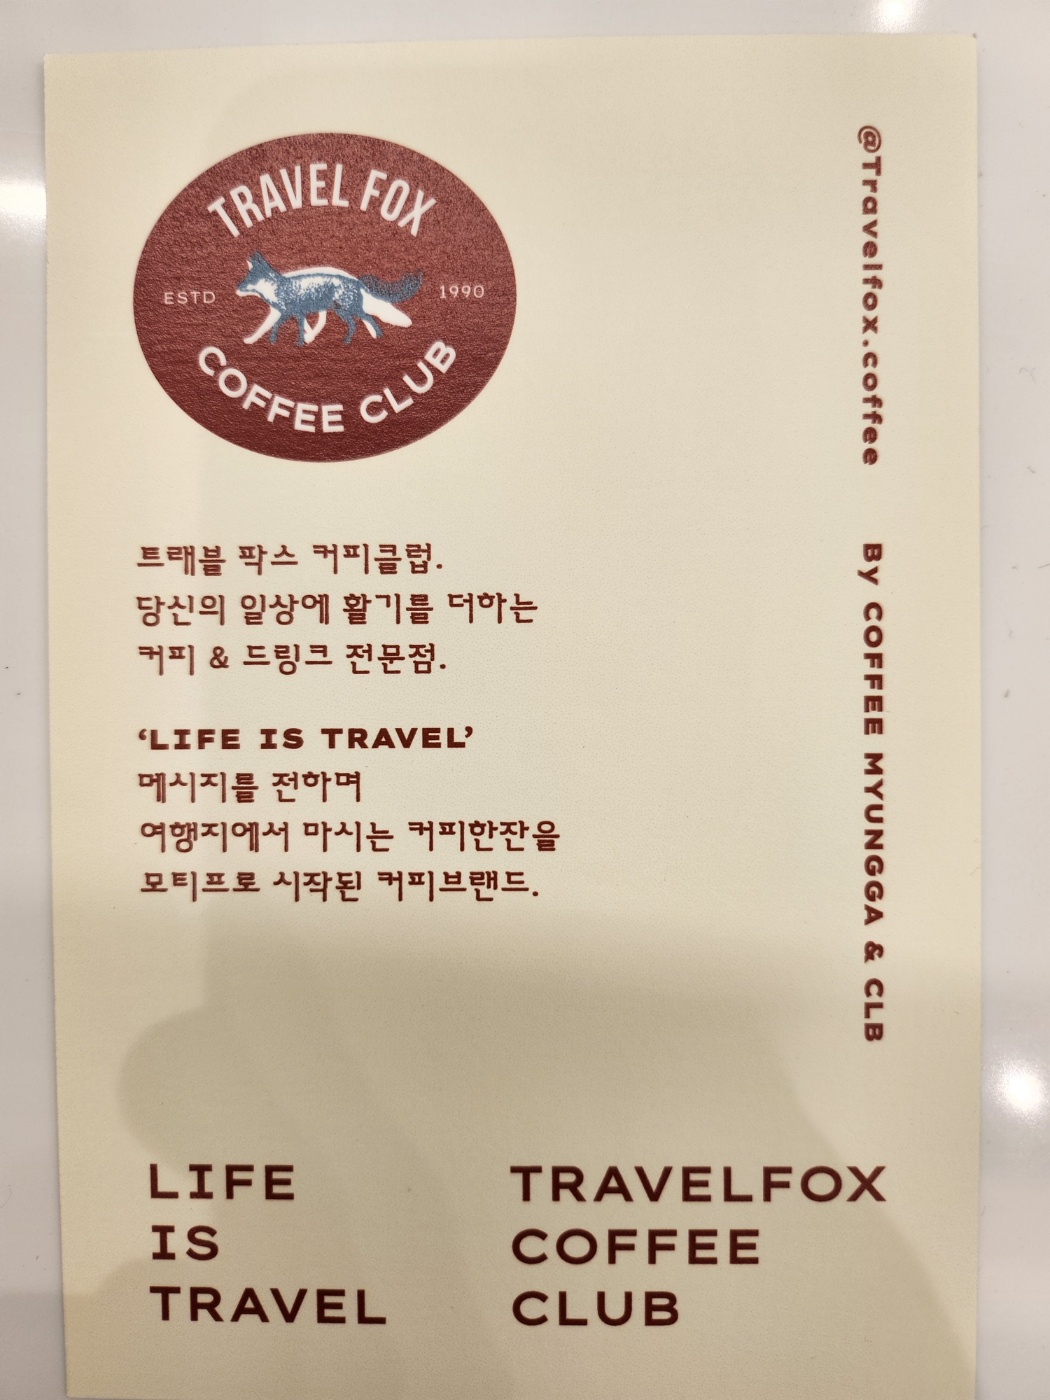 TRAVEL FOX
ESTD 1990
COFFEE CLUB
트래블 팍스 커피클럽.
당신의 일상에 활기를 더하는
커피 & 드링크 전문점.
‘LIFE IS TRAVEL’
메시지를 전하며
여행지에서 마시는 커피한잔을
모티프로 시작된 커피브랜드.
@Travelfox.coffee By COFFEE MYUNGGA & CLB
LIFE
IS
TRAVEL
TRAVELFOX
COFFEE
CLUB